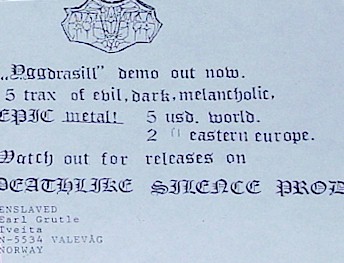 „Yggdrasill" demo out now.
5 trax of evil, dark, melancholic,
EPIC metal! 5 usd. world.
2 eastern europe.
Watch out for releases on
DEATHLIKE SILENCE PROD
ENSLAVED
Earl Grutle
Tveita
N-5534 VALEVÅG
NORWAY